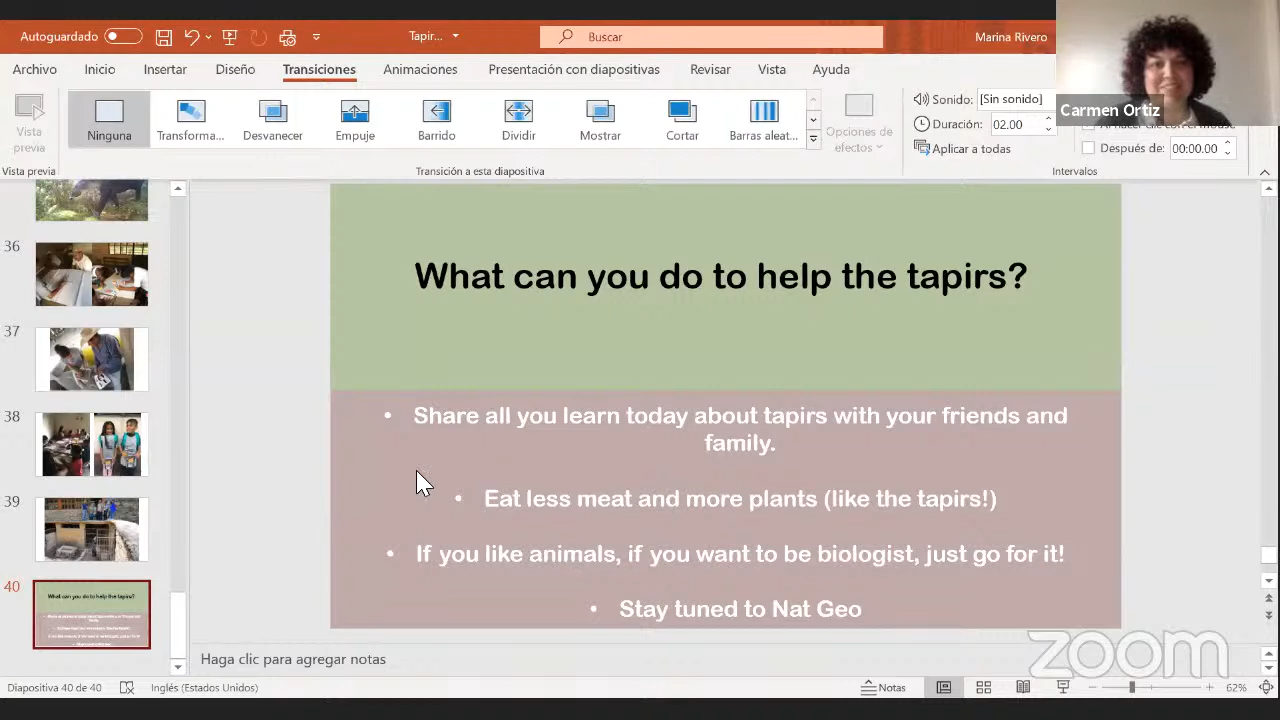 Autoguardado
Tapir...
Buscar
Marina Rivero
Archivo Inicio Insertar Diseño Transiciones Animaciones Presentación con diapositivas Revisar Vista Ayuda
Vista previa
Ninguna Transforma... Desvanecer Empuje Barrido Dividir Mostrar Cortar Barras aleat...
Opciones de efectos
Sonido: [Sin sonido]
Duración: 02.00
Aplicar a todas
Después de: 00:00.00
Vista previa
Transición a esta diapositiva
Intervalos
Carmen Ortiz
36
37
38
39
40
What can you do to help the tapirs?
• Share all you learn today about tapirs with your friends and
family.
• Eat less meat and more plants (like the tapirs!)
• If you like animals, if you want to be biologist, just go for it!
• Stay tuned to Nat Geo
Haga clic para agregar notas
zoom
Diapositiva 40 de 40 Inglés (Estados Unidos) Notas 62%